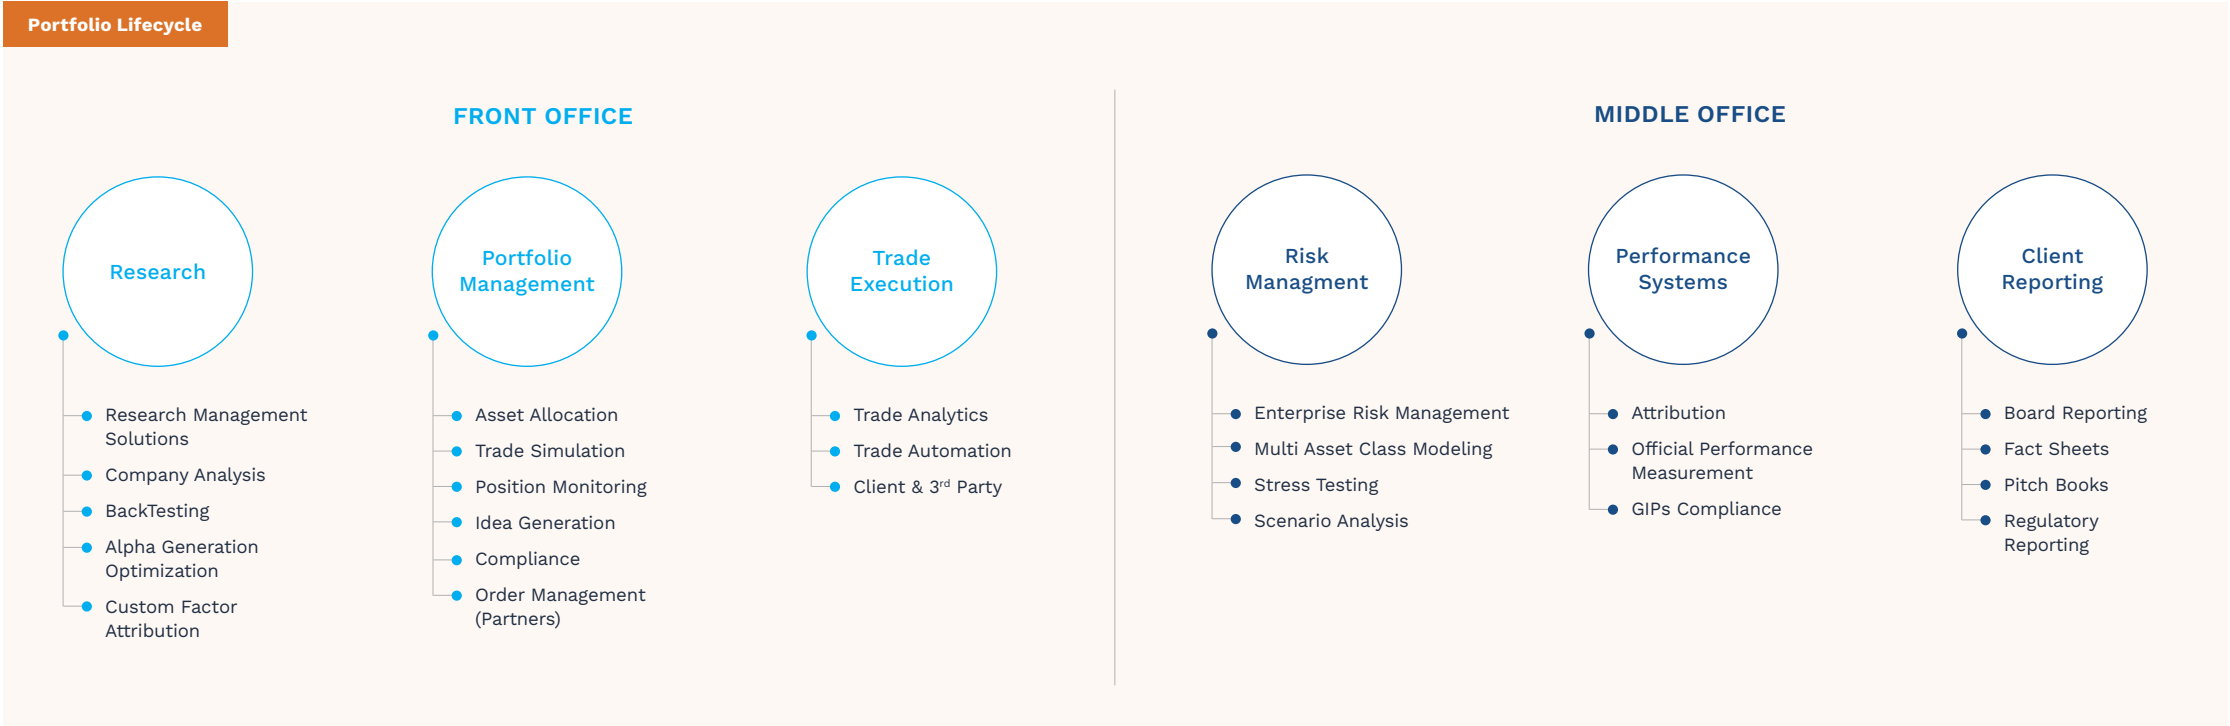 Portfolio Lifecycle
FRONT OFFICE
Research
Research Management
Solutions
Company Analysis
BackTesting
Alpha Generation
Optimization
Custom Factor
Attribution
Portfolio
Management
Asset Allocation
Trade Simulation
Position Monitoring
Idea Generation
Compliance
Order Management
(Partners)
Trade
Execution
Trade Analytics
Trade Automation
Client & 3rd Party
MIDDLE OFFICE
Risk
Managment
Enterprise Risk Management
Multi Asset Class Modeling
Stress Testing
Scenario Analysis
Performance
Systems
Attribution
Official Performance
Measurement
GIPs Compliance
Client
Reporting
Board Reporting
Fact Sheets
Pitch Books
Regulatory
Reporting